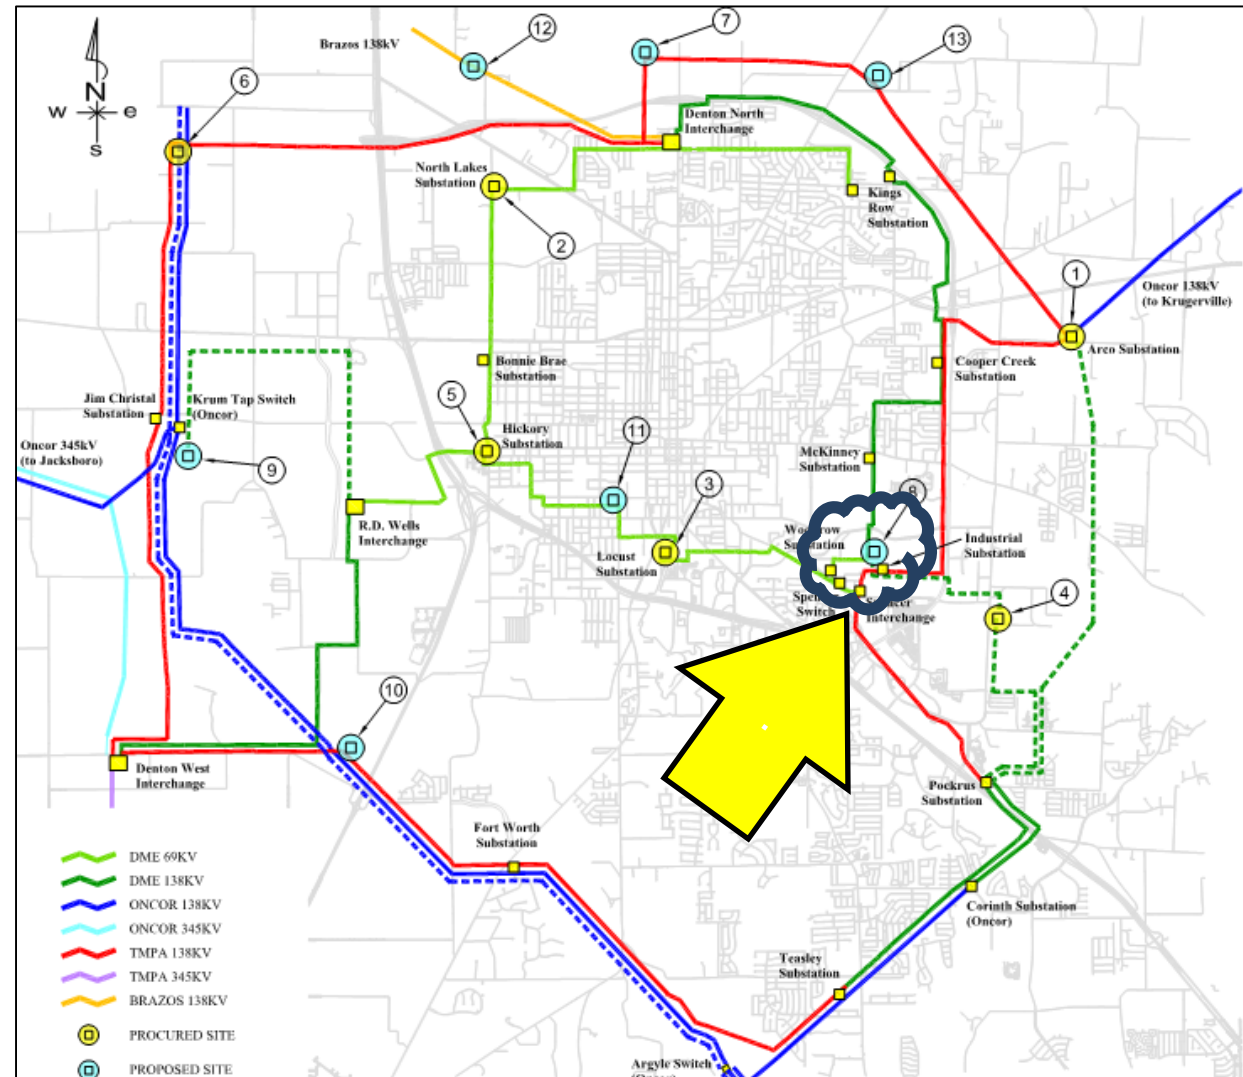 7
12
13
Brazos 138kV
N
w e
s
6
Denton North
Interchange
North Lakes
Substation
Kings
Row
Substation
2
1
Oncor 138kV
(to Krugerville)
Arco Substation
Bonnie Brae
Substation
Cooper Creek
Substation
Jim Christal
Substation
Krum Tap Switch
(Oncor)
5
Hickory
Substation
11
Oncor 345kV
(to Jacksboro)
9
3
McKinney
Substation
8
R.D. Wells
Interchange
Locust
Substation
Industrial
Substation
Switch
Interchange
4
10
Denton West
Interchange
Pockrus
Substation
Fort Worth
Substation
Corinth Substation
(Oncor)
Teasley
Substation
Argyle Switch
(Oncor)
DME 69KV
DME 138KV
ONCOR 138KV
ONCOR 345KV
TMPA 138KV
TMPA 345KV
BRAZOS 138KV
PROCURED SITE
PROPOSED SITE